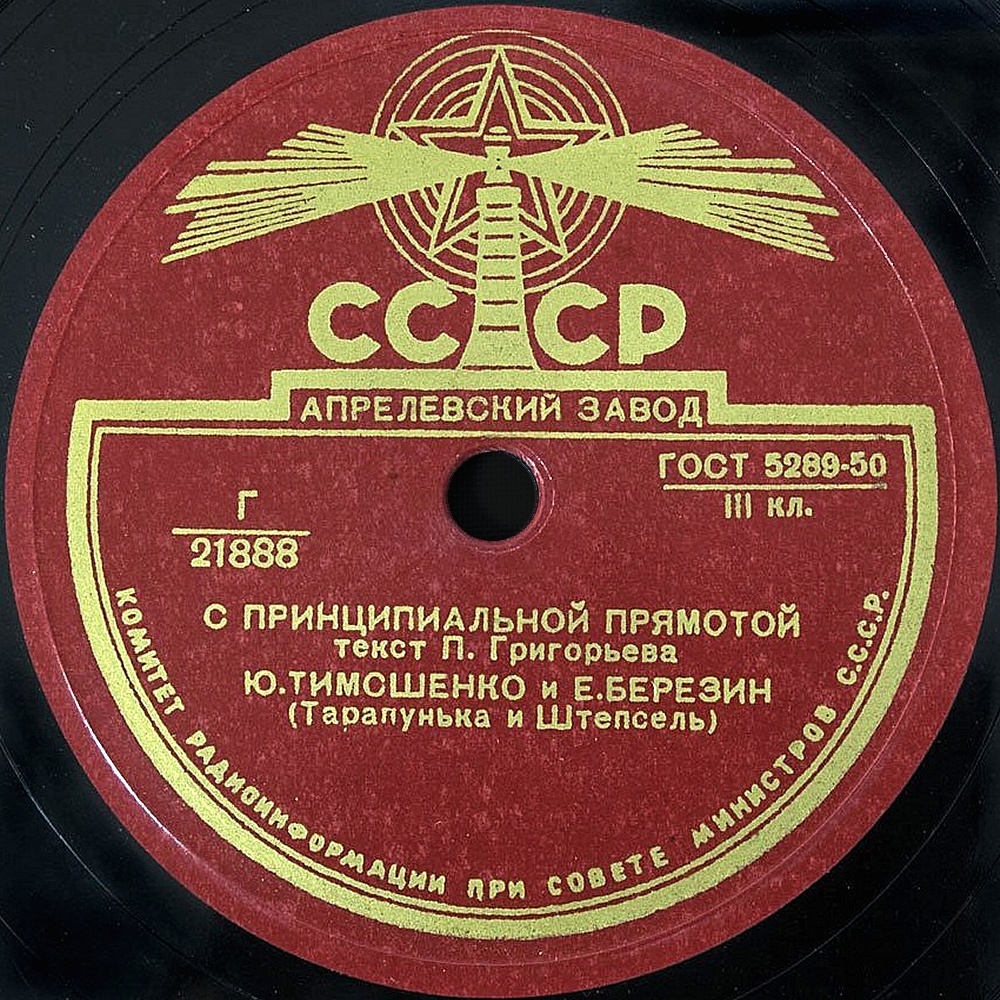 СССР
АПРЕЛЕВСКИЙ ЗАВОД
ГОСТ 5289-50
III кл.
Г
21888
С ПРИНЦИПИАЛЬНОЙ ПРЯМОТОЙ
текст П. Григорьева
Ю.ТИМОШЕНКО и Е.БЕРЕЗИН
(Тарапунька и Штепсель)
КОМИТЕТ РАДИОИНФОРМАЦИИ ПРИ СОВЕТЕ МИНИСТРОВ С.С.С.Р.